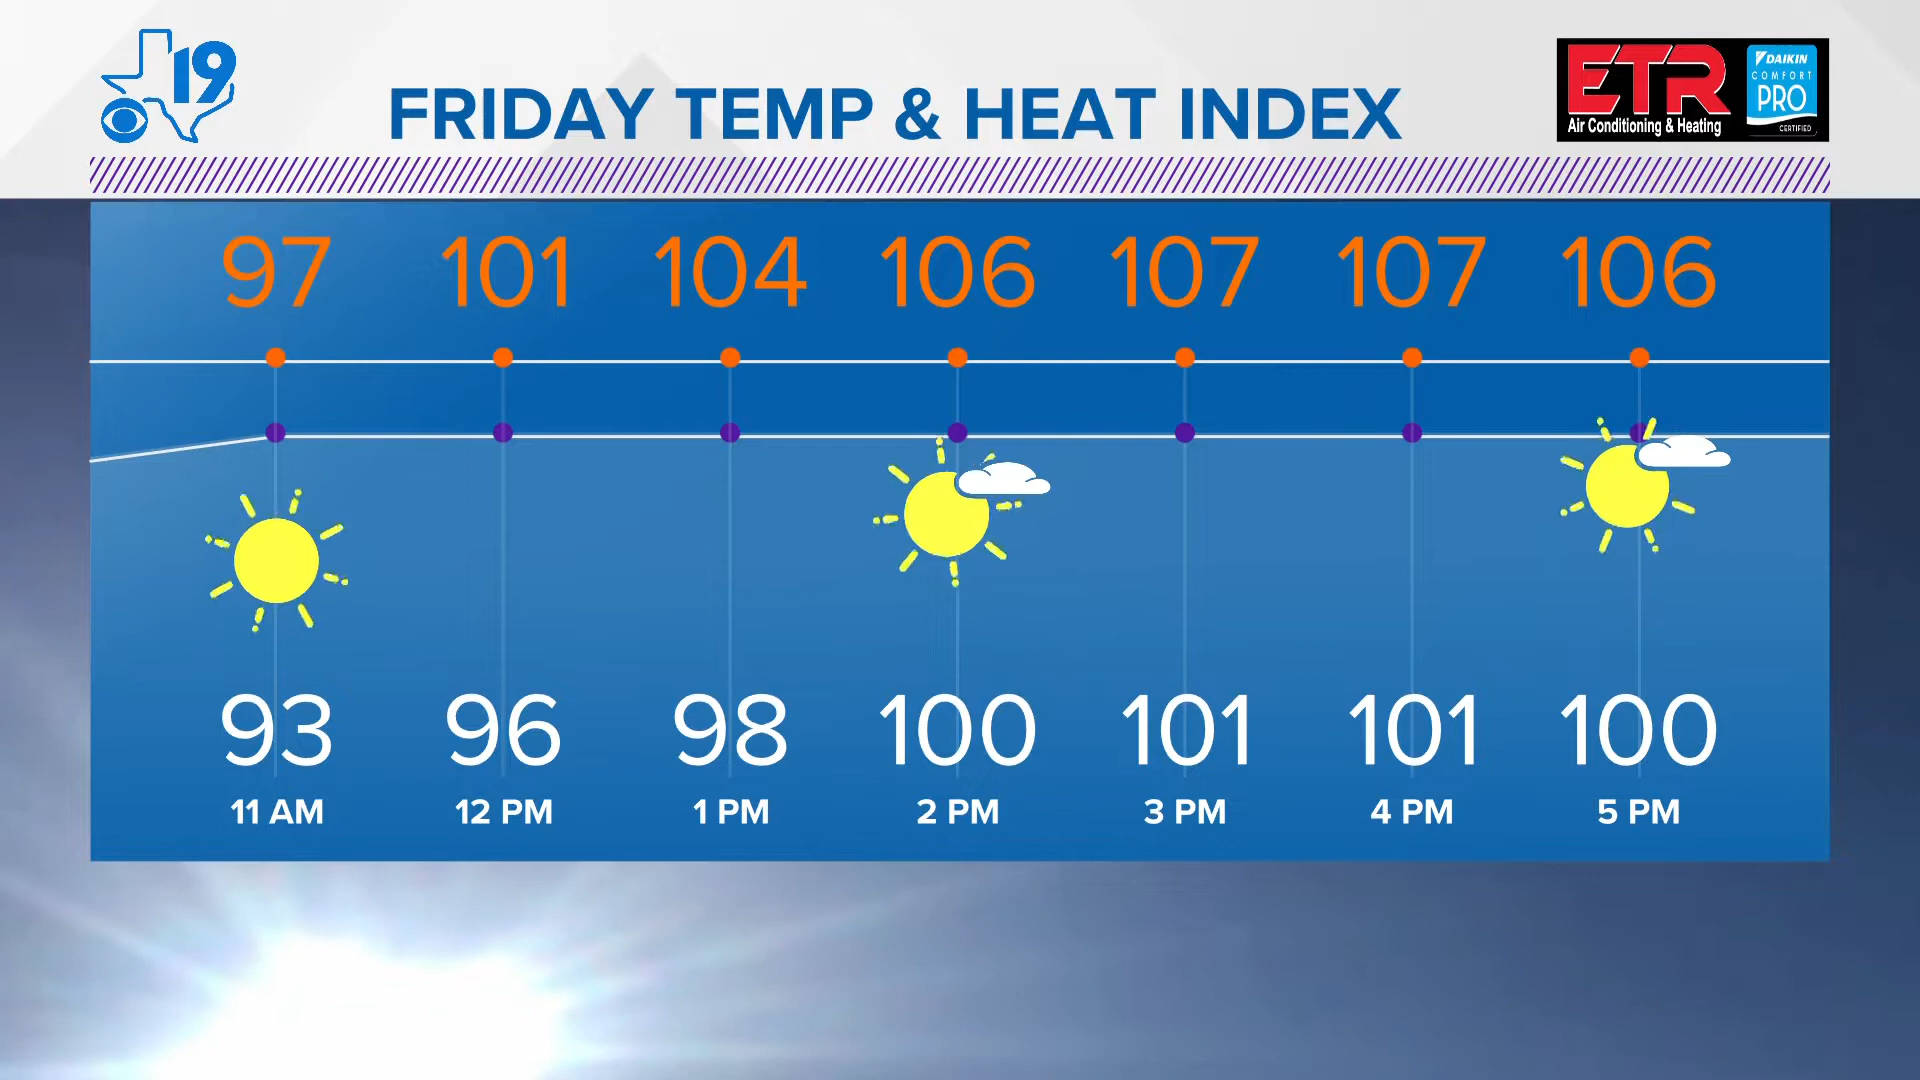 19
FRIDAY TEMP & HEAT INDEX
ETR
Air Conditioning & Heating
DAIKIN
COMFORT
PRO
CERTIFIED
97 101 104 106 107 107 106
93 96 98 100 101 101 100
11 AM 12 PM 1 PM 2 PM 3 PM 4 PM 5 PM